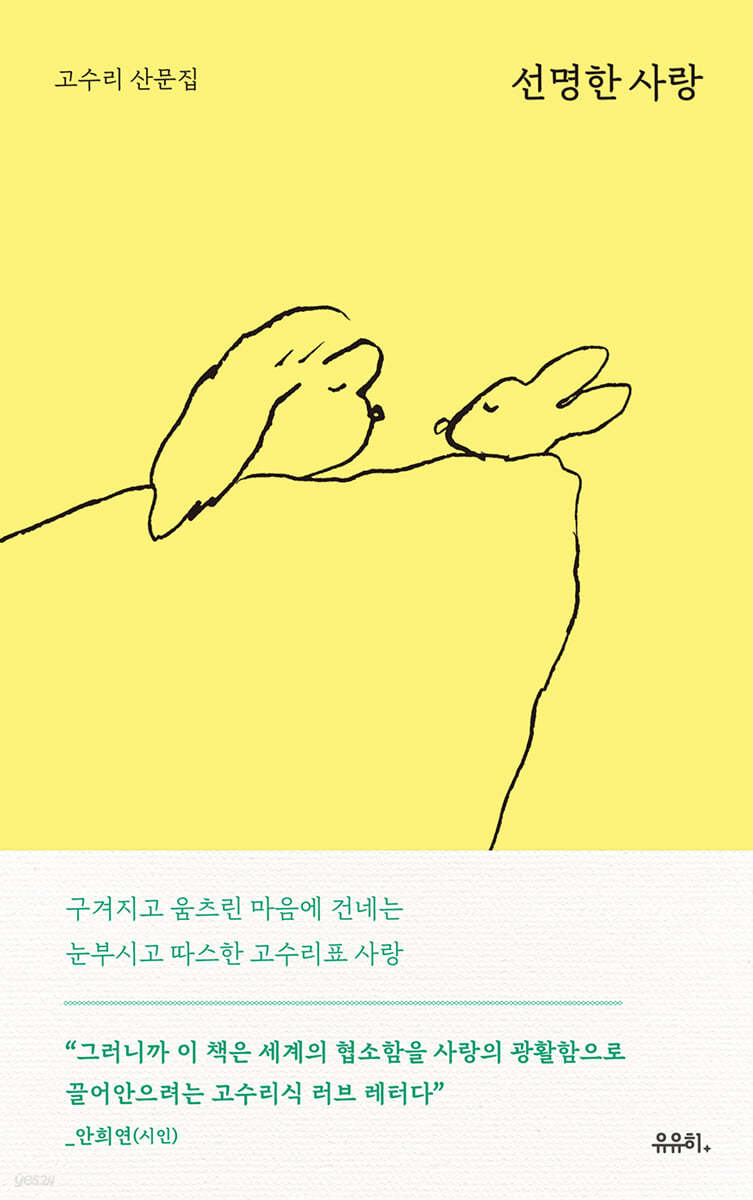 고수리 산문집
선명한 사랑
구겨지고 움츠린 마음에 건네는
눈부시고 따스한 고수리표 사랑
“그러니까 이 책은 세계의 협소함을 사랑의 광활함으로
끌어안으려는 고수리식 러브 레터다”
_안희연(시인)
유유히+
yes24